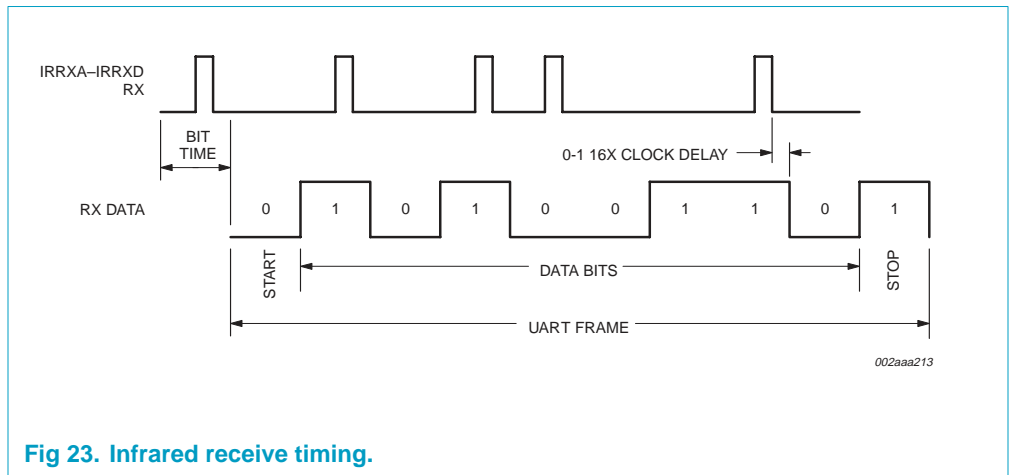 IRRXA–IRRXD
RX
BIT
TIME
0-1 16X CLOCK DELAY
RX DATA
0 1 0 1 0 0 1 1 0 1
START
DATA BITS
STOP
UART FRAME
002aaa213
Fig 23. Infrared receive timing.